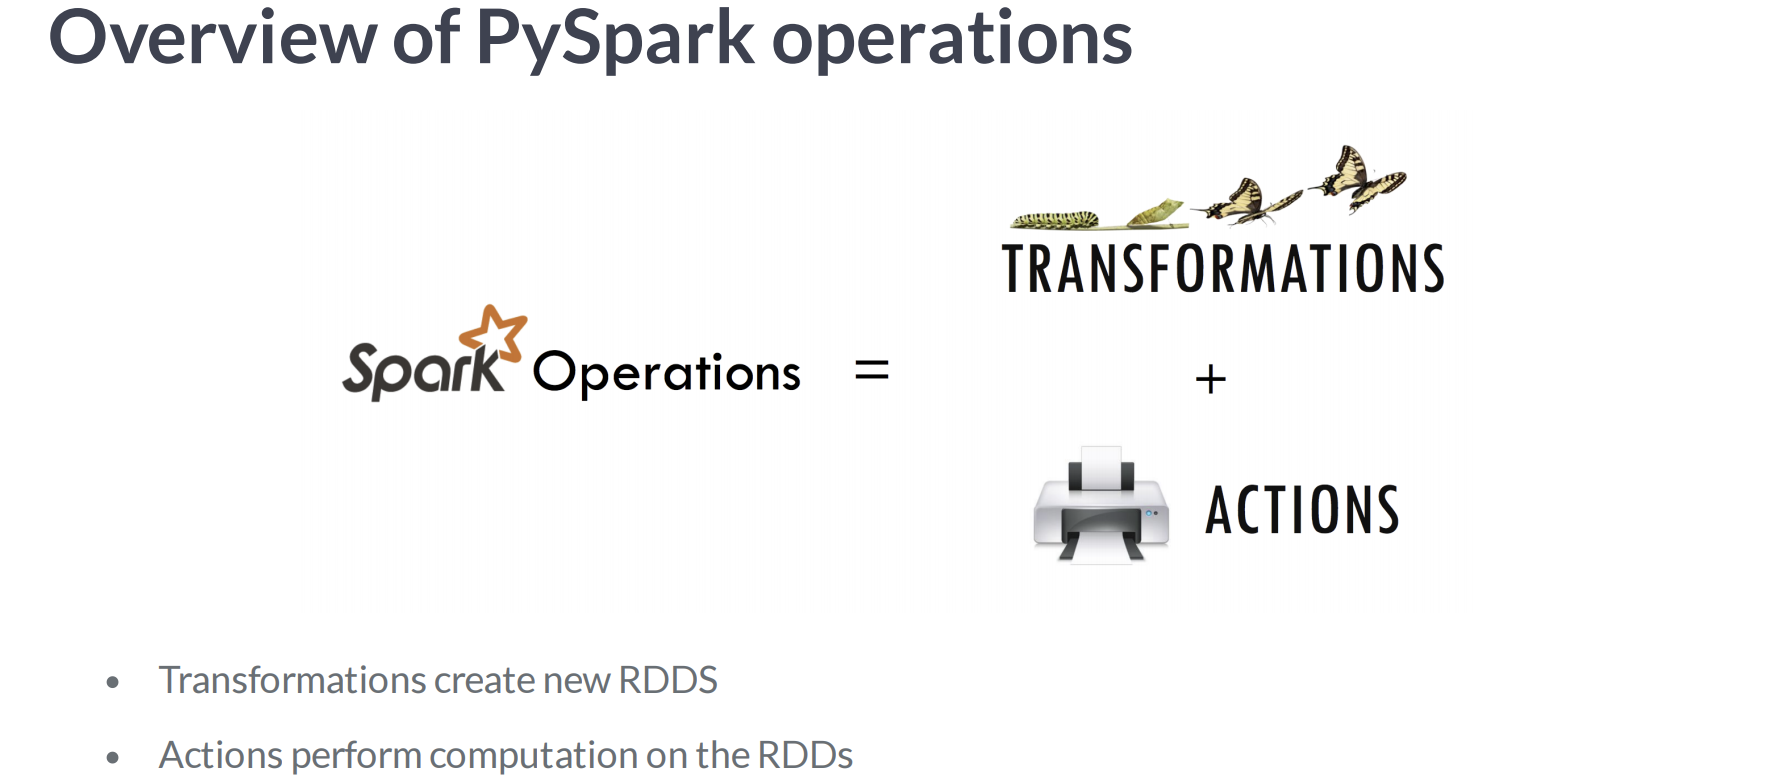 Overview of PySpark operations
TRANSFORMATIONS
Spark Operations =
+
ACTIONS
• Transformations create new RDDS
• Actions perform computation on the RDDs